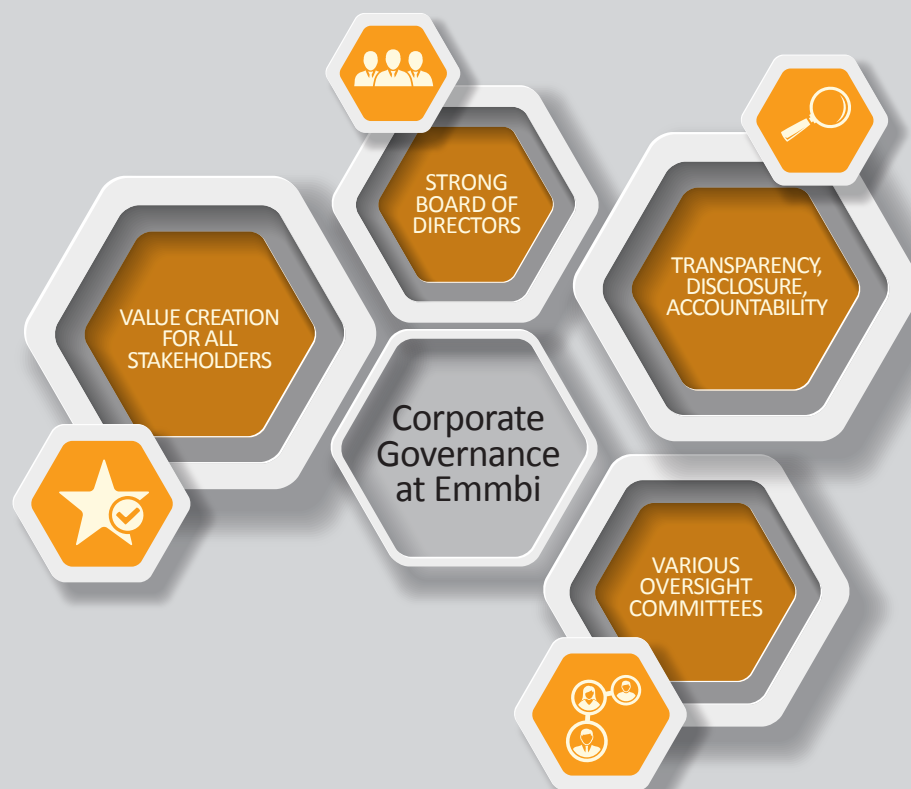 STRONG
BOARD OF
DIRECTORS
TRANSPARENCY,
DISCLOSURE,
ACCOUNTABILITY
VALUE CREATION
FOR ALL
STAKEHOLDERS
Corporate
Governance
at Emmbi
VARIOUS
OVERSIGHT
COMMITTEES